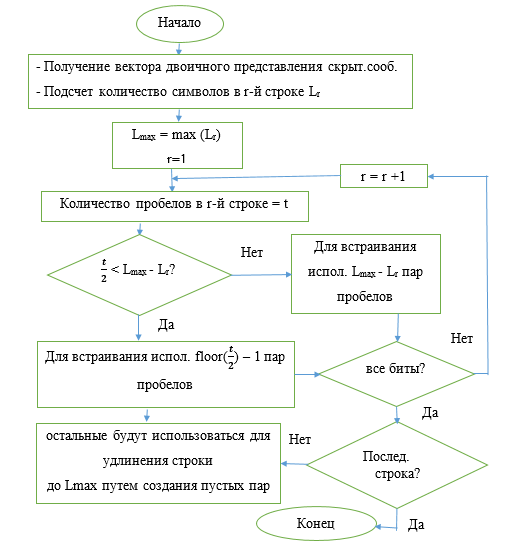 Начало
- Получение вектора двоичного представления скрыт.сооб.
- Подсчет количество символов в r-й строке Lr
Lmax = max (Lr)
r=1
r = r +1
Количество пробелов в r-й строке = t
t/2 < Lmax - Lr?
Нет
Для встраивания
испол. Lmax - Lr пар
пробелов
Да
Для встраивания испол. floor(t/2) – 1 пар
пробелов
все биты?
Нет
Да
остальные будут использоваться для
удлинения строки
до Lmax путем создания пустых пар
Нет
Послед.
строка?
Да
Конец